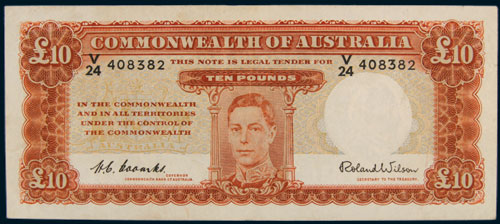 £10 COMMONWEALTH OF AUSTRALIA £10
V/24 408382 THIS NOTE IS LEGAL TENDER FOR V/24 408382
TEN POUNDS
IN THE COMMONWEALTH
AND IN ALL TERRITORIES
UNDER THE CONTROL OF
THE COMMONWEALTH
AUSTRALIA
H.C. Coombs. Roland Wilson
GOVERNOR SECRETARY TO THE TREASURY.
COMMONWEALTH BANK OF AUSTRALIA.
£10 £10